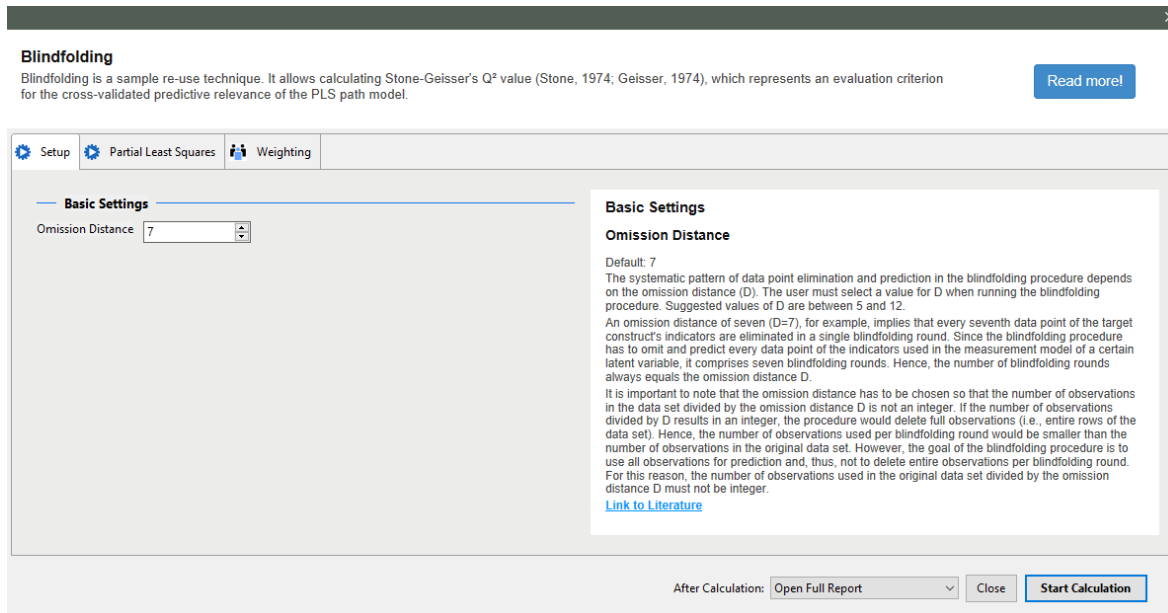 Blindfolding
Blindfolding is a sample re-use technique. It allows calculating Stone-Geisser's Q² value (Stone, 1974; Geisser, 1974), which represents an evaluation criterion
for the cross-validated predictive relevance of the PLS path model.
Read more!
Setup Partial Least Squares Weighting
Basic Settings
Omission Distance 7
Basic Settings
Omission Distance
Default: 7
The systematic pattern of data point elimination and prediction in the blindfolding procedure depends
on the omission distance (D). The user must select a value for D when running the blindfolding
procedure. Suggested values of D are between 5 and 12.
An omission distance of seven (D=7), for example, implies that every seventh data point of the target
construct's indicators are eliminated in a single blindfolding round. Since the blindfolding procedure
has to omit and predict every data point of the indicators used in the measurement model of a certain
latent variable, it comprises seven blindfolding rounds. Hence, the number of blindfolding rounds
always equals the omission distance D.
It is important to note that the omission distance has to be chosen so that the number of observations
in the data set divided by the omission distance D is not an integer. If the number of observations
divided by D results in an integer, the procedure would delete full observations (i.e., entire rows of the
data set). Hence, the number of observations used per blindfolding round would be smaller than the
number of observations in the original data set. However, the goal of the blindfolding procedure is to
use all observations for prediction and, thus, not to delete entire observations per blindfolding round.
For this reason, the number of observations used in the original data set divided by the omission
distance D must not be integer.
Link to Literature
After Calculation: Open Full Report Close Start Calculation